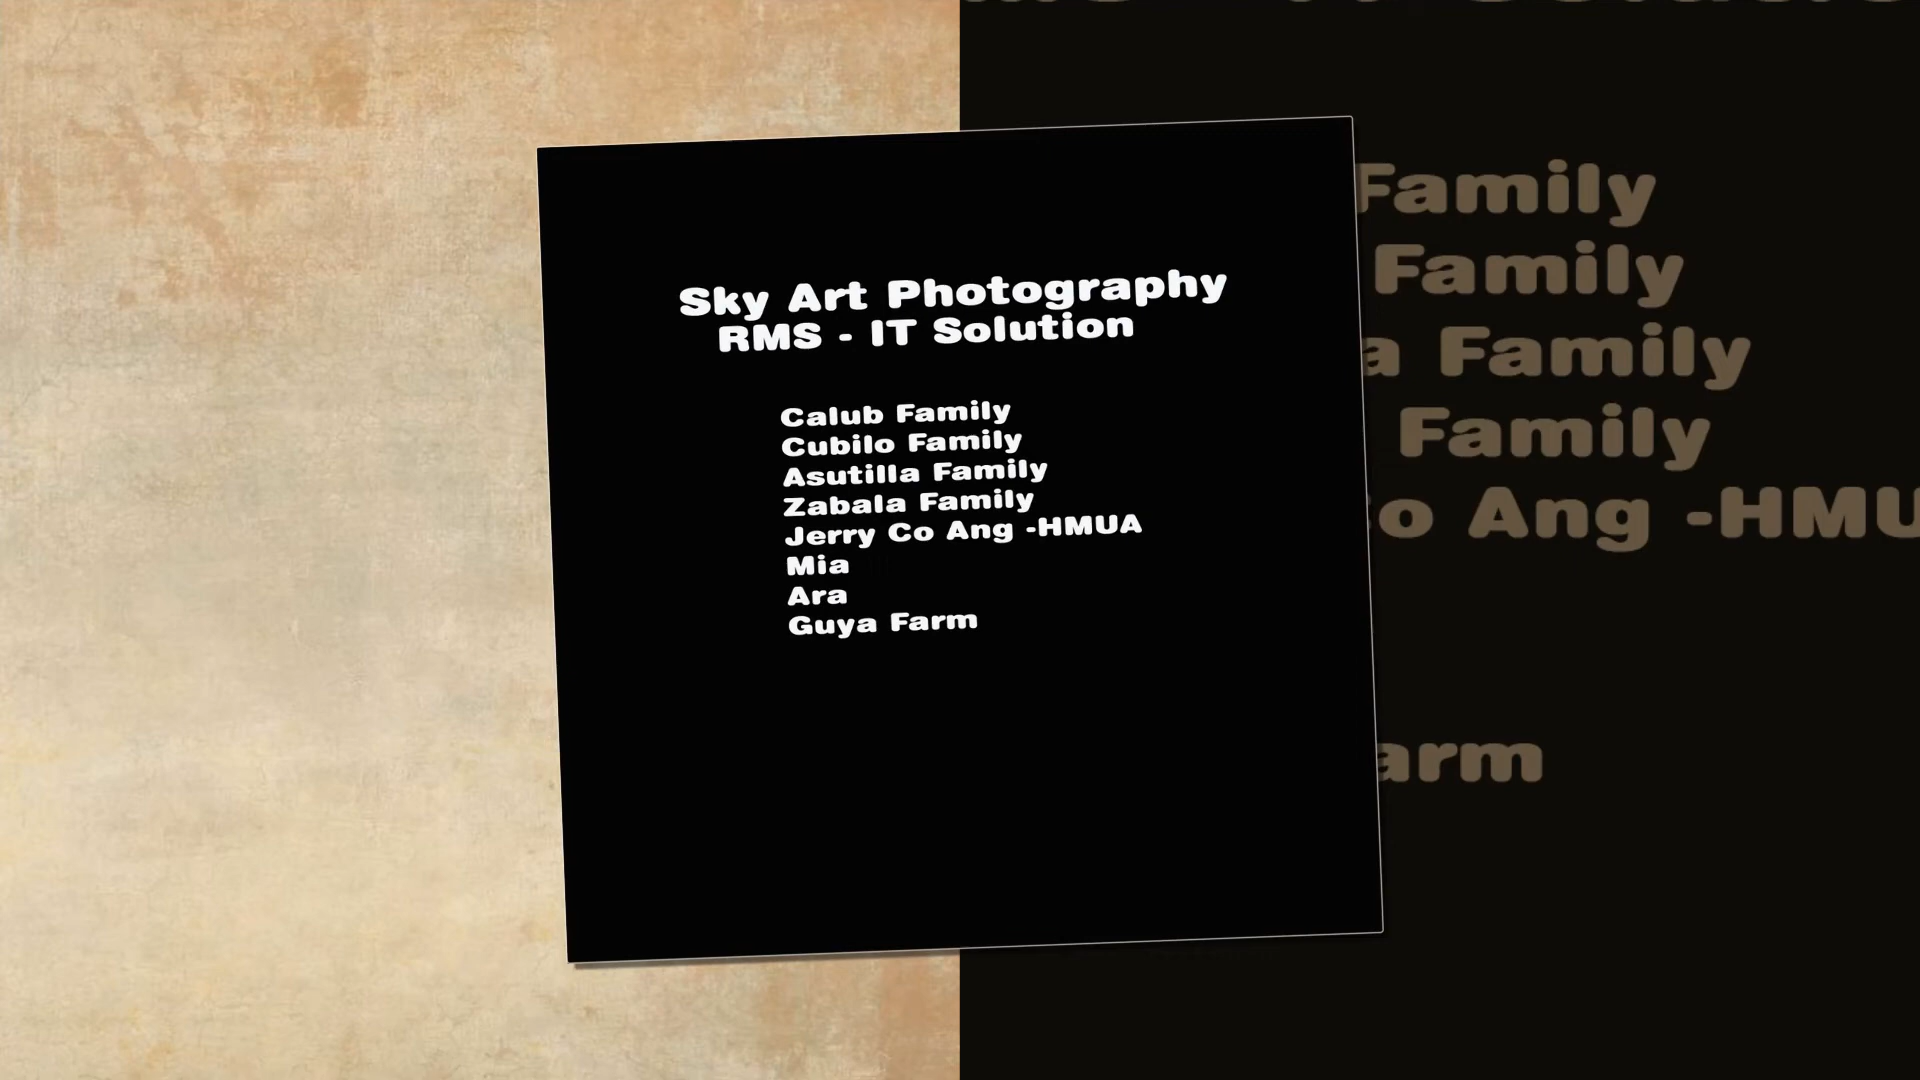 Sky Art Photography
RMS - IT Solution
Calub Family
Cubilo Family
Asutilla Family
Zabala Family
Jerry Co Ang -HMUA
Mia
Ara
Guya Farm
Family
Family
a Family
Family
Co Ang -HMU
arm